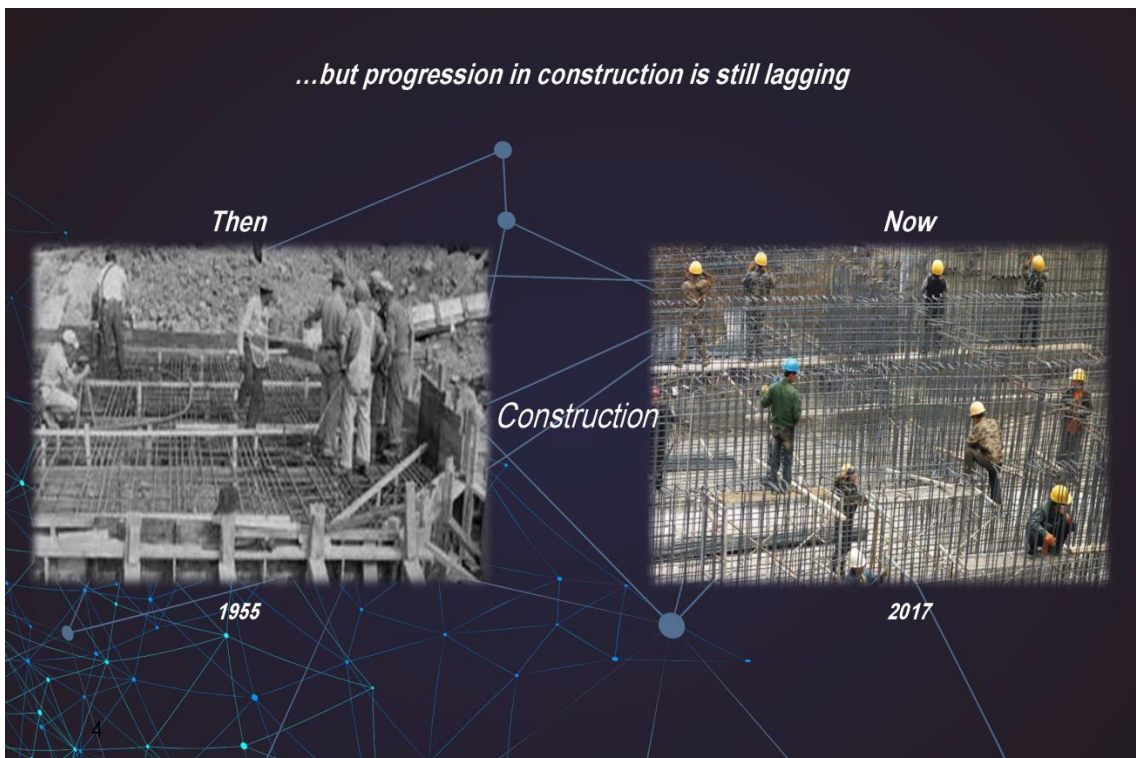 ...but progression in construction is still lagging
Then
Now
Construction
1955
2017
4